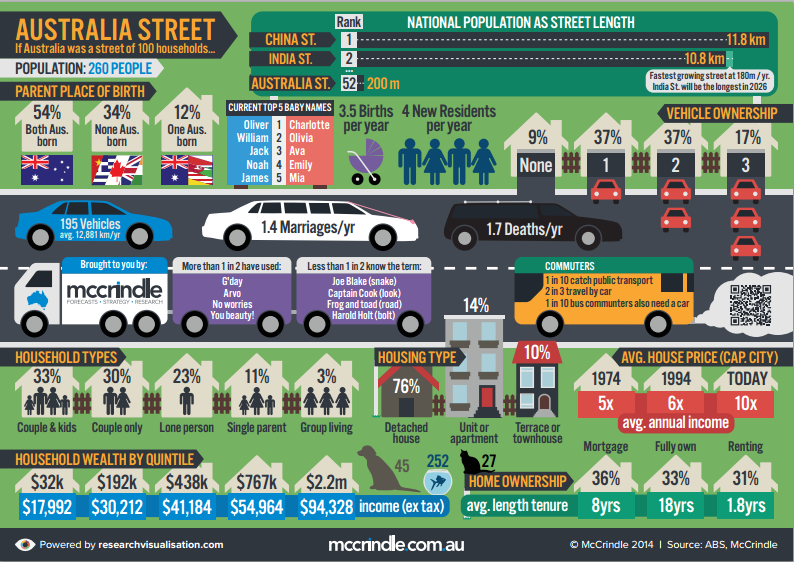 AUSTRALIA STREET
If Australia was a street of 100 households...
POPULATION: 260 PEOPLE
NATIONAL POPULATION AS STREET LENGTH
Rank
CHINA ST. 1 11.8 km
INDIA ST. 2 10.8 km
...
AUSTRALIA ST. 52 200 m
Fastest growing street at 180m / yr.
India St. will be the longest in 2026
PARENT PLACE OF BIRTH
54%
Both Aus.
born
34%
None Aus.
born
12%
One Aus.
born
CURRENT TOP 5 BABY NAMES
Oliver 1 Charlotte
William 2 Olivia
Jack 3 Ava
Noah 4 Emily
James 5 Mia
3.5 Births
per year
4 New Residents
per year
VEHICLE OWNERSHIP
9%
None
37%
1
37%
2
17%
3
195 Vehicles
avg. 12,881 km/yr
1.4 Marriages/yr
1.7 Deaths/yr
Brought to you by:
mccrindle
FORECASTS • STRATEGY • RESEARCH
More than 1 in 2 have used:
G'day
Arvo
No worries
You beauty!
Less than 1 in 2 know the term:
Joe Blake (snake)
Captain Cook (look)
Frog and toad (road)
Harold Holt (bolt)
COMMUTERS
1 in 10 catch public transport
2 in 3 travel by car
1 in 10 bus communters also need a car
HOUSEHOLD TYPES
33%
Couple & kids
30%
Couple only
23%
Lone person
11%
Single parent
3%
Group living
HOUSING TYPE
76%
Detached
house
14%
Unit or
apartment
10%
Terrace or
townhouse
AVG. HOUSE PRICE (CAP. CITY)
1974
5x
1994
6x
TODAY
10x
avg. annual income
HOUSEHOLD WEALTH BY QUINTILE
$32k
$17,992
$192k
$30,212
$438k
$41,184
$767k
$54,964
$2.2m
$94,328
income (ex tax)
45
252
27
HOME OWNERSHIP
avg. length tenure
Mortgage
36%
8yrs
Fully own
33%
18yrs
Renting
31%
1.8yrs
Powered by researchvisualisation.com
mccrindle.com.au
© McCrindle 2014 | Source: ABS, McCrindle